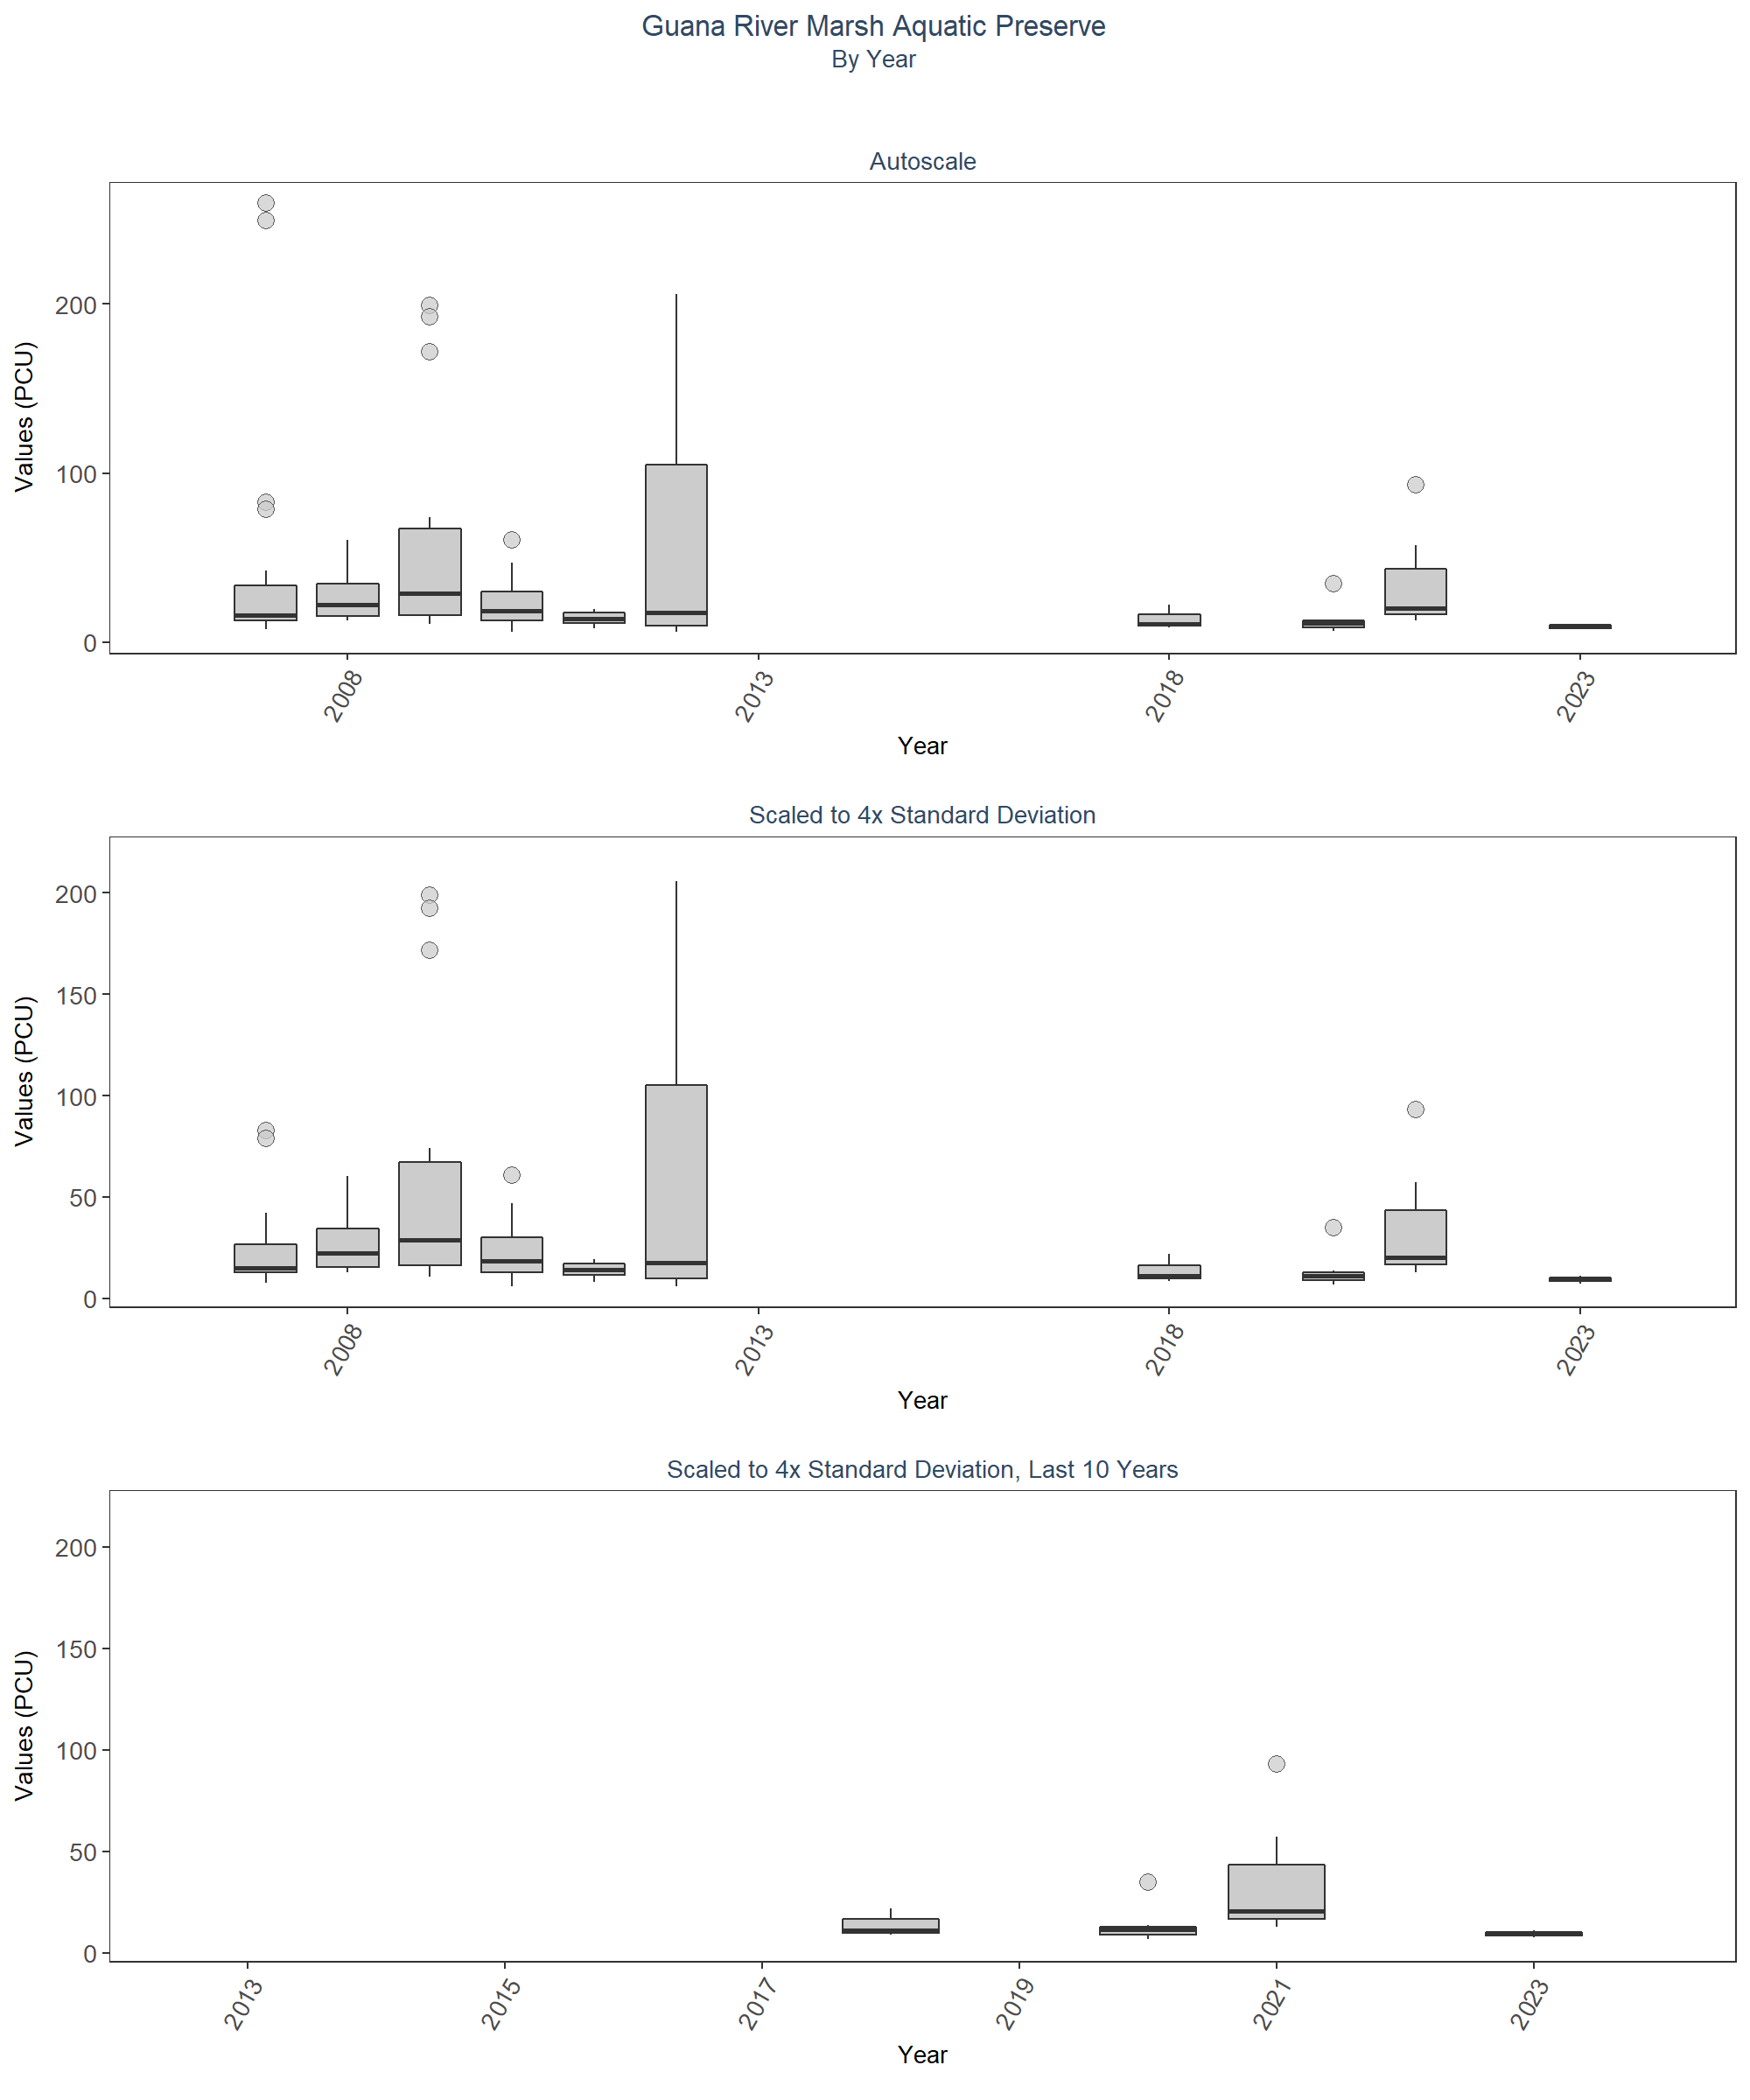 Guana River Marsh Aquatic Preserve
By Year
Autoscale
Values (PCU)
200
100
0
2008
2013
2018
2023
Year
Scaled to 4x Standard Deviation
Values (PCU)
200
150
100
50
0
2008
2013
2018
2023
Year
Scaled to 4x Standard Deviation, Last 10 Years
Values (PCU)
200
150
100
50
0
2013
2015
2017
2019
2021
2023
Year